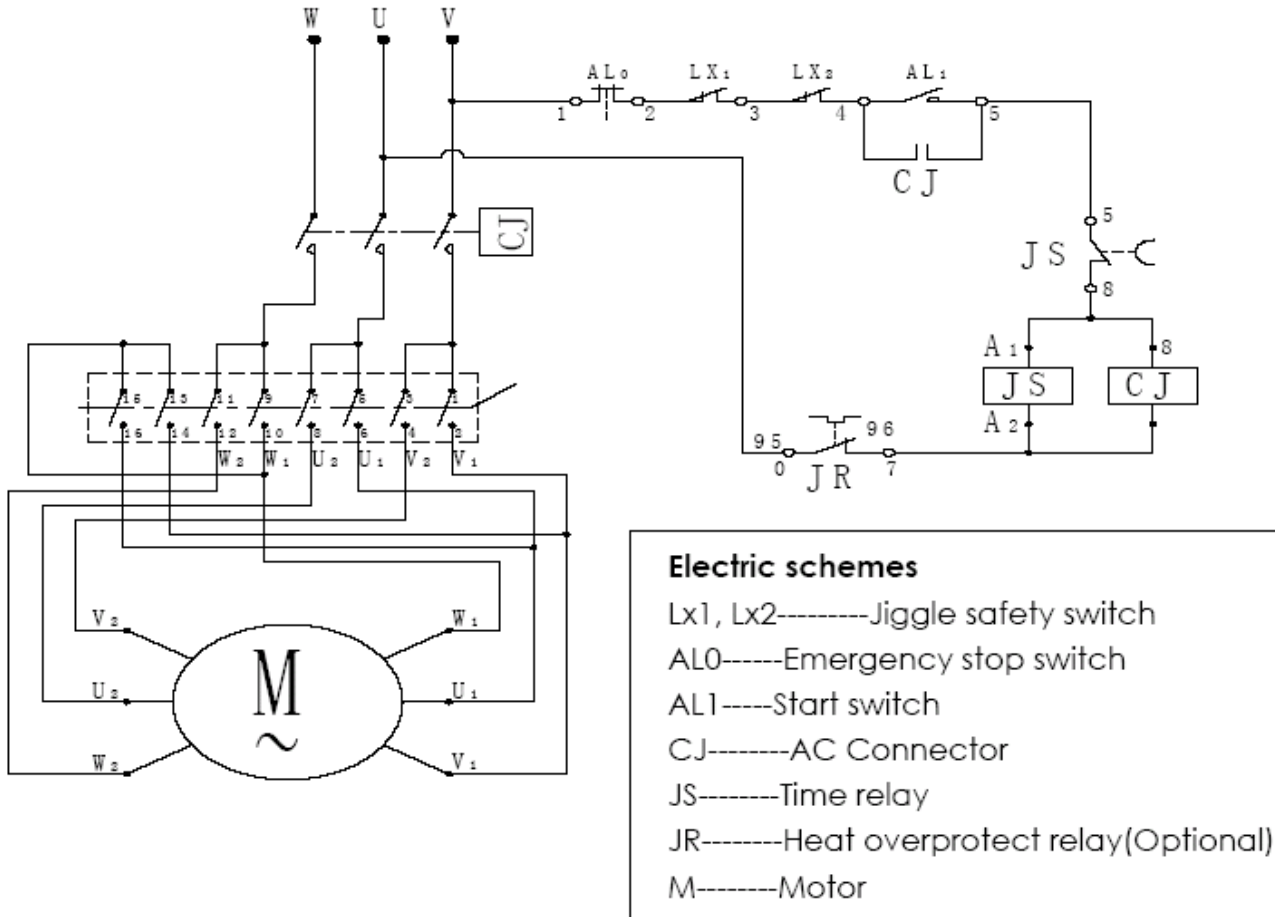 W U V
AL0 LX1 LX2 AL1
1 2 3 4 5
CJ
CJ
5
JS
8
A1 8
JS CJ
A2
95 96
0 7
JR
15 13 11 9 7 5 3 1
16 14 12 10 8 6 4 2
W2 W1 U2 U1 V2 V1
V2 W1
M
U2 U1
~
W2 V1
Electric schemes
Lx1, Lx2---------Jiggle safety switch
AL0------Emergency stop switch
AL1-----Start switch
CJ--------AC Connector
JS--------Time relay
JR--------Heat overprotect relay(Optional)
M--------Motor